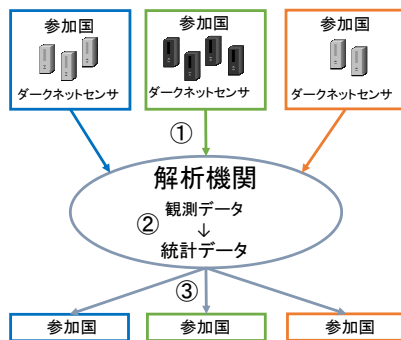 参加国
ダークネットセンサ
参加国
ダークネットセンサ
参加国
ダークネットセンサ
①
解析機関
②
観測データ
↓
統計データ
③
参加国
参加国
参加国